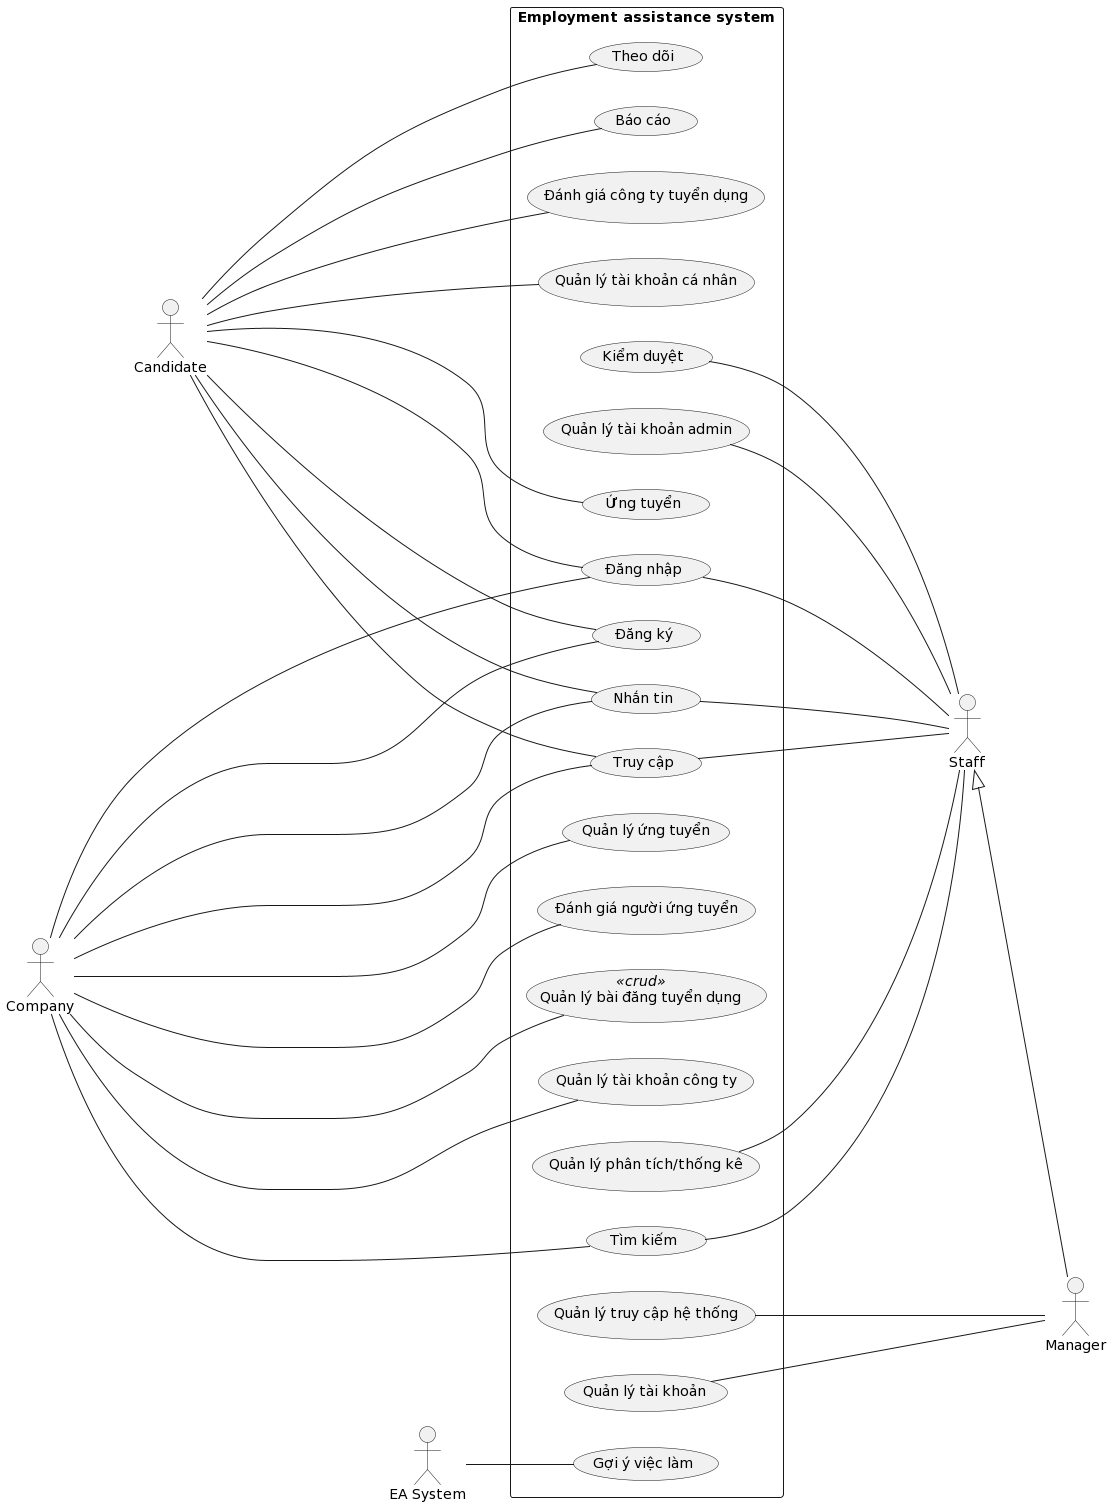 Employment assistance system
Theo dõi
Báo cáo
Đánh giá công ty tuyển dụng
Quản lý tài khoản cá nhân
Candidate
Kiểm duyệt
Quản lý tài khoản admin
Ứng tuyển
Đăng nhập
Đăng ký
Nhắn tin
Truy cập
Staff
Quản lý ứng tuyển
Đánh giá người ứng tuyển
«crud»
Quản lý bài đăng tuyển dụng
Company
Quản lý tài khoản công ty
Quản lý phân tích/thống kê
Tìm kiếm
Quản lý truy cập hệ thống
Manager
Quản lý tài khoản
Gợi ý việc làm
EA System